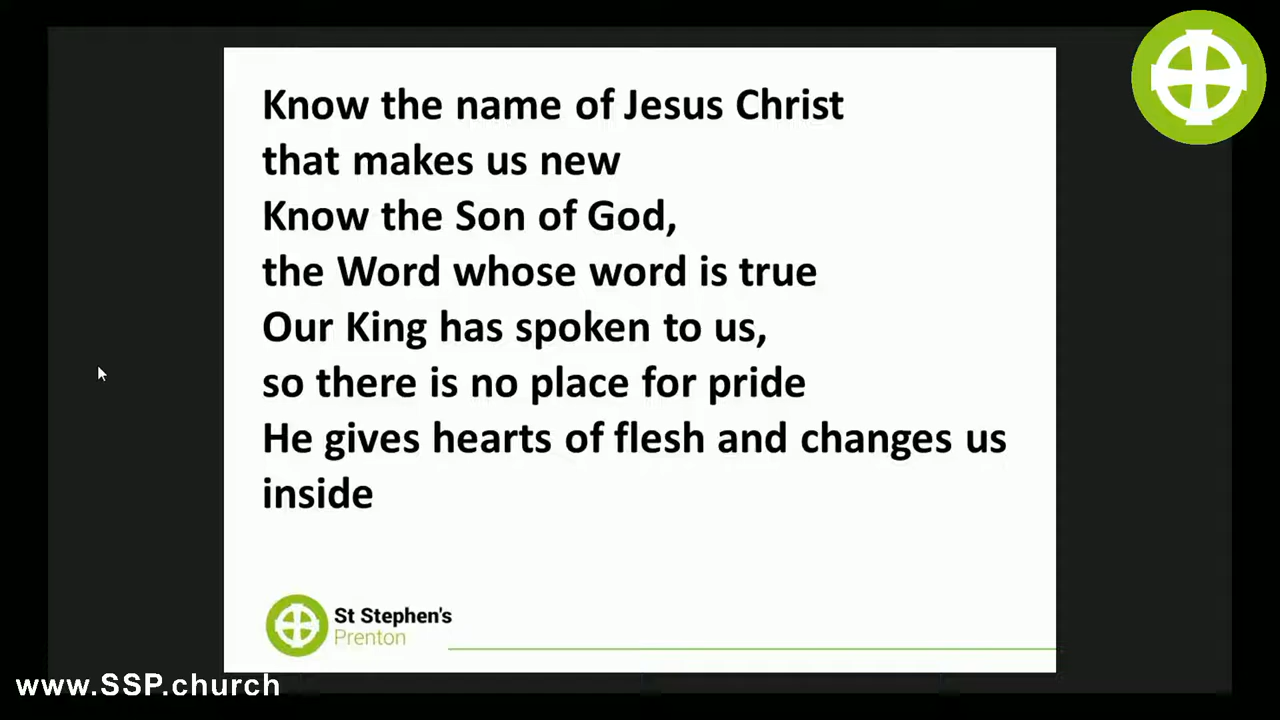 Know the name of Jesus Christ
that makes us new
Know the Son of God,
the Word whose word is true
Our King has spoken to us,
so there is no place for pride
He gives hearts of flesh and changes us
inside
St Stephen's
Prenton
www.SSP.church